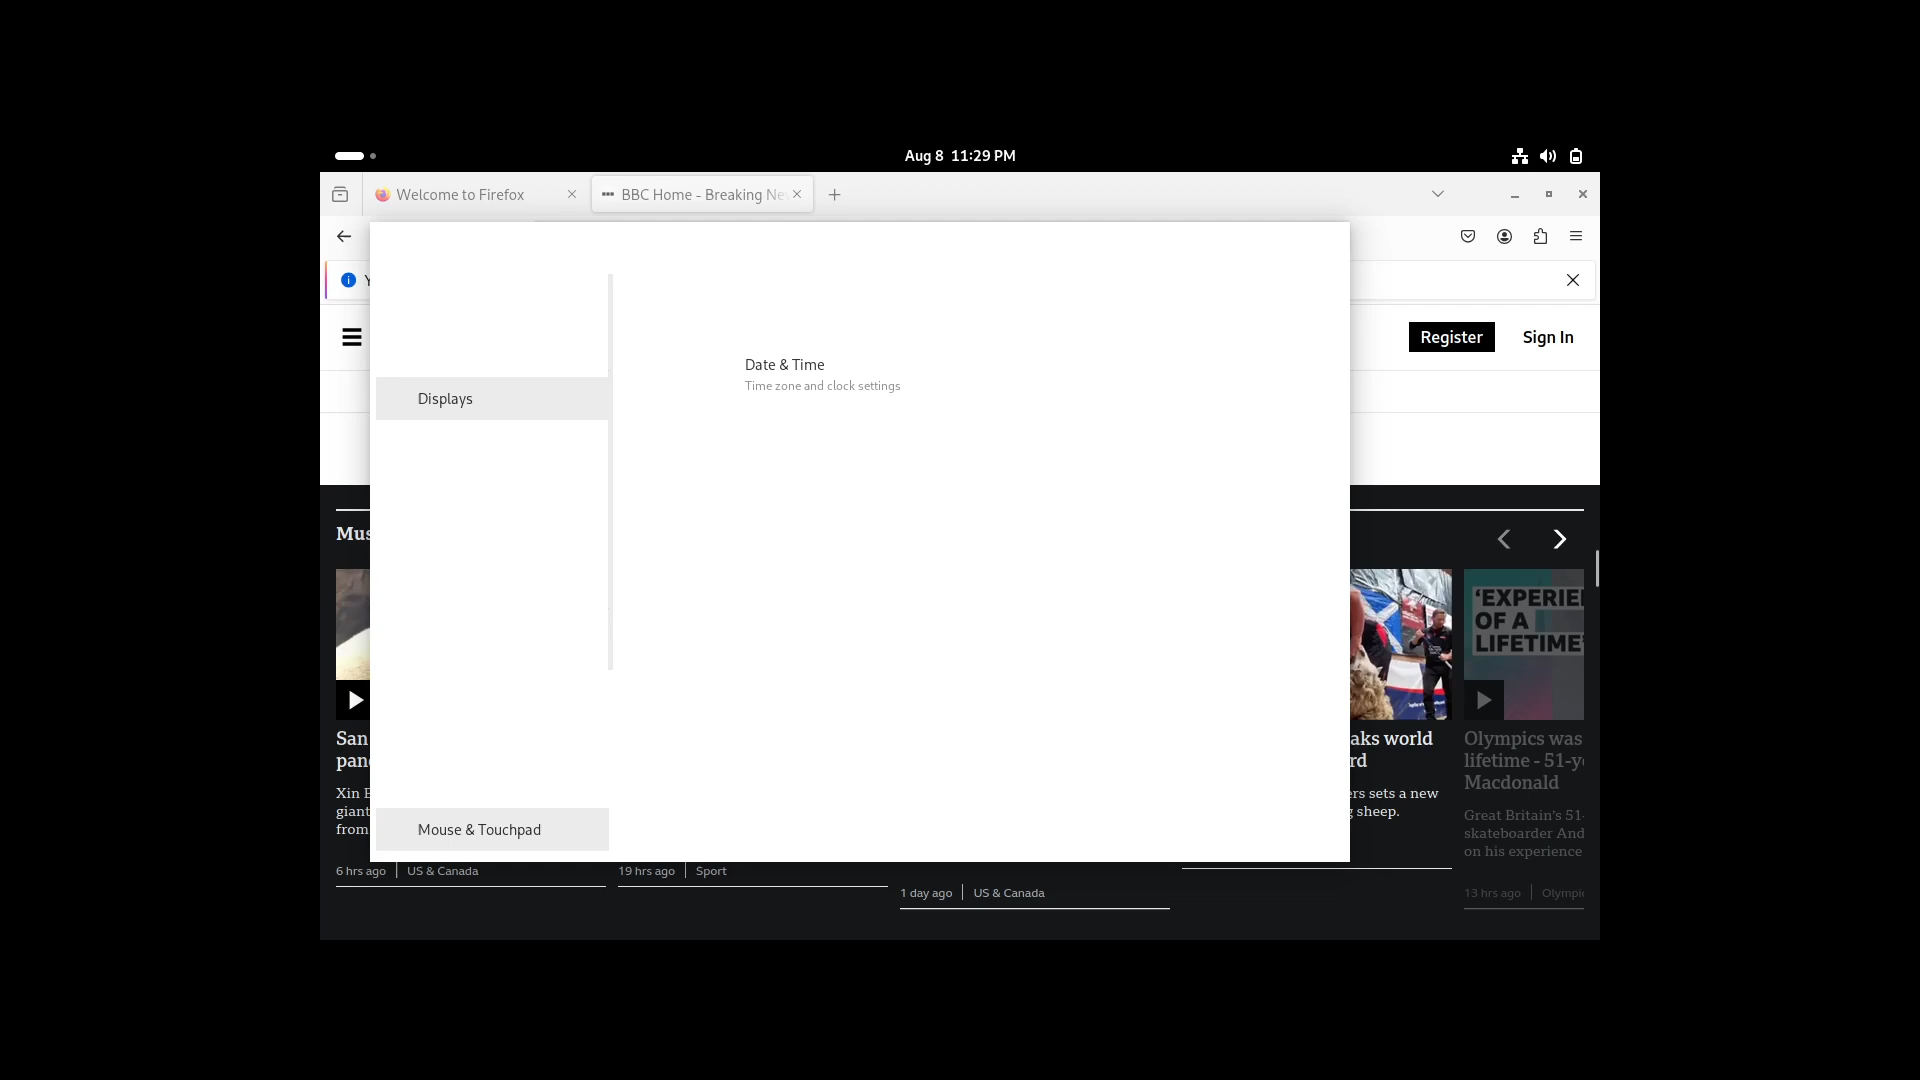 Aug 8 11:29 PM
Welcome to Firefox
BBC Home - Breaking Ne
Register
Sign In
Date & Time
Time zone and clock settings
Displays
Mus
'EXPERIE
OF A
LIFETIME'
San
pan
aks world
rd
Olympics was
lifetime - 51-y
Macdonald
Xin
giant
from
ers sets a new
sheep.
Great Britain's 51-
skateboarder And
on his experience
Mouse & Touchpad
6 hrs ago | US & Canada
19 hrs ago | Sport
1 day ago | US & Canada
13 hrs ago | Olympic